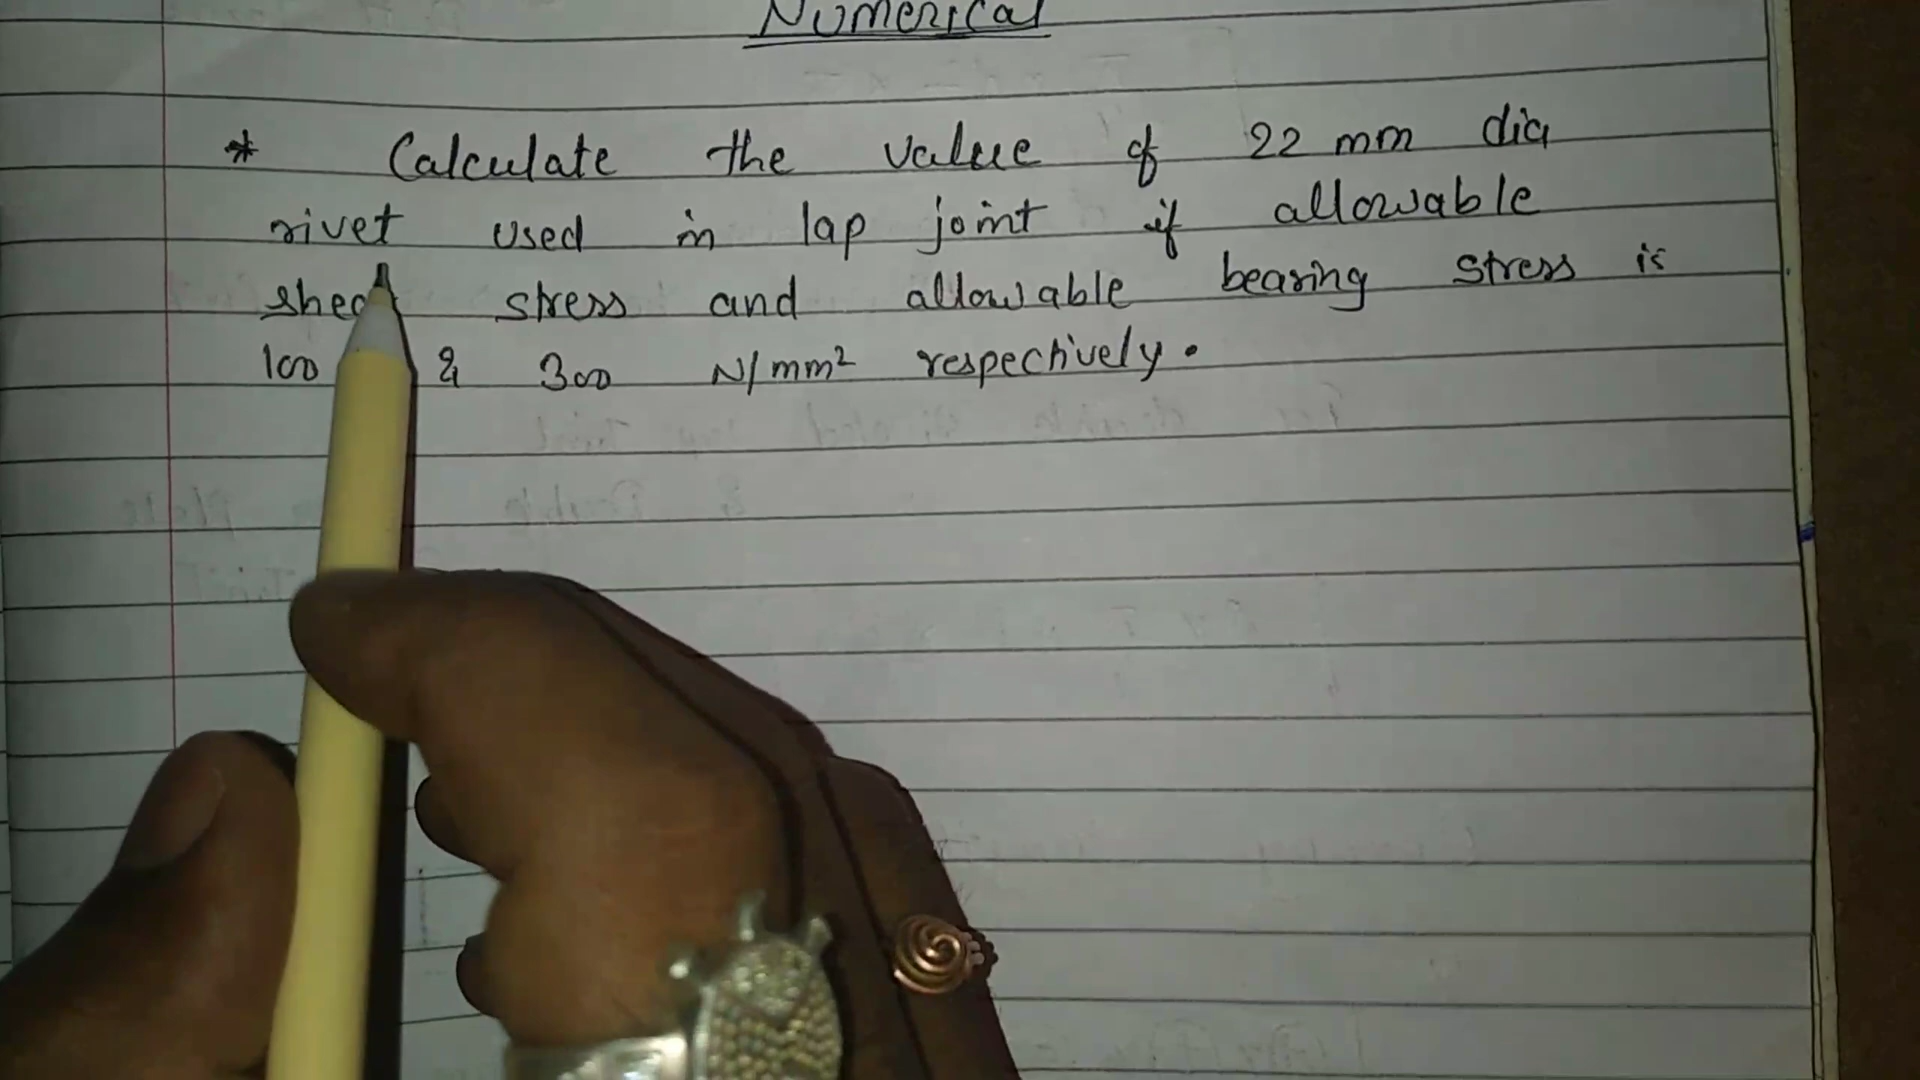 Numerical
* Calculate the value of 22 mm dia
rivet used in lap joint if allowable
shear stress and allowable bearing stress is
100 & 300 N/mm² respectively.